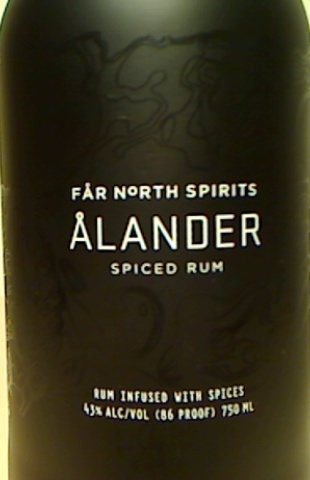 FÅR NºRTH SPIRITS
ÅLANDER
SPICED RUM
RUM INFUSED WITH SPICES
43% ALC/VOL (86 PROOF) 750 ML